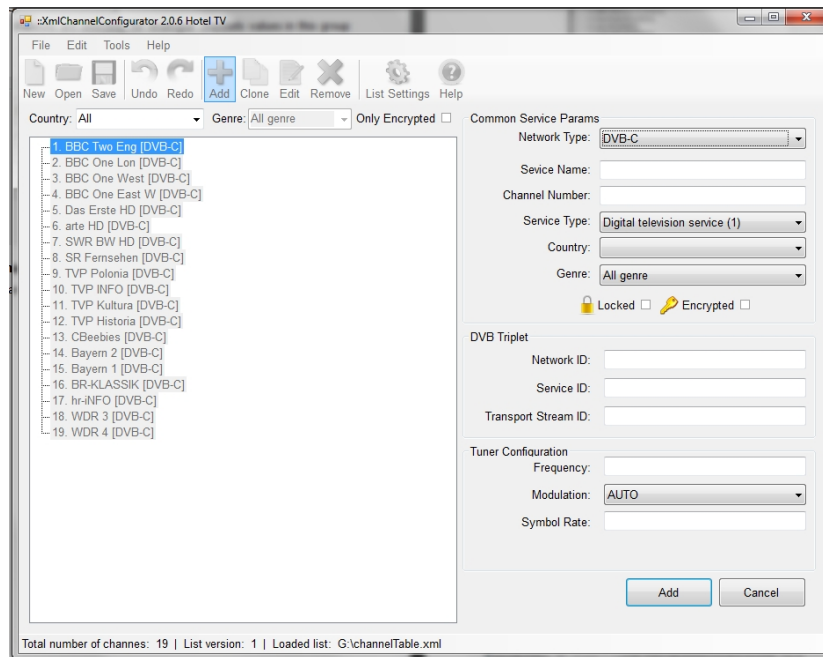 ::XmlChannelConfigurator 2.0.6 Hotel TV
File Edit Tools Help
New Open Save Undo Redo Add Clone Edit Remove List Settings Help
Country: All Genre: All genre Only Encrypted
1. BBC Two Eng [DVB-C]
2. BBC One Lon [DVB-C]
3. BBC One West [DVB-C]
4. BBC One East W [DVB-C]
5. Das Erste HD [DVB-C]
6. arte HD [DVB-C]
7. SWR BW HD [DVB-C]
8. SR Fernsehen [DVB-C]
9. TVP Polonia [DVB-C]
10. TVP INFO [DVB-C]
11. TVP Kultura [DVB-C]
12. TVP Historia [DVB-C]
13. CBeebies [DVB-C]
14. Bayern 2 [DVB-C]
15. Bayern 1 [DVB-C]
16. BR-KLASSIK [DVB-C]
17. hr-iNFO [DVB-C]
18. WDR 3 [DVB-C]
19. WDR 4 [DVB-C]
Common Service Params
Network Type: DVB-C
Sevice Name:
Channel Number:
Service Type: Digital television service (1)
Country:
Genre: All genre
Locked Encrypted
DVB Triplet
Network ID:
Service ID:
Transport Stream ID:
Tuner Configuration
Frequency:
Modulation: AUTO
Symbol Rate:
Add Cancel
Total number of channes: 19 | List version: 1 | Loaded list: G:\channelTable.xml